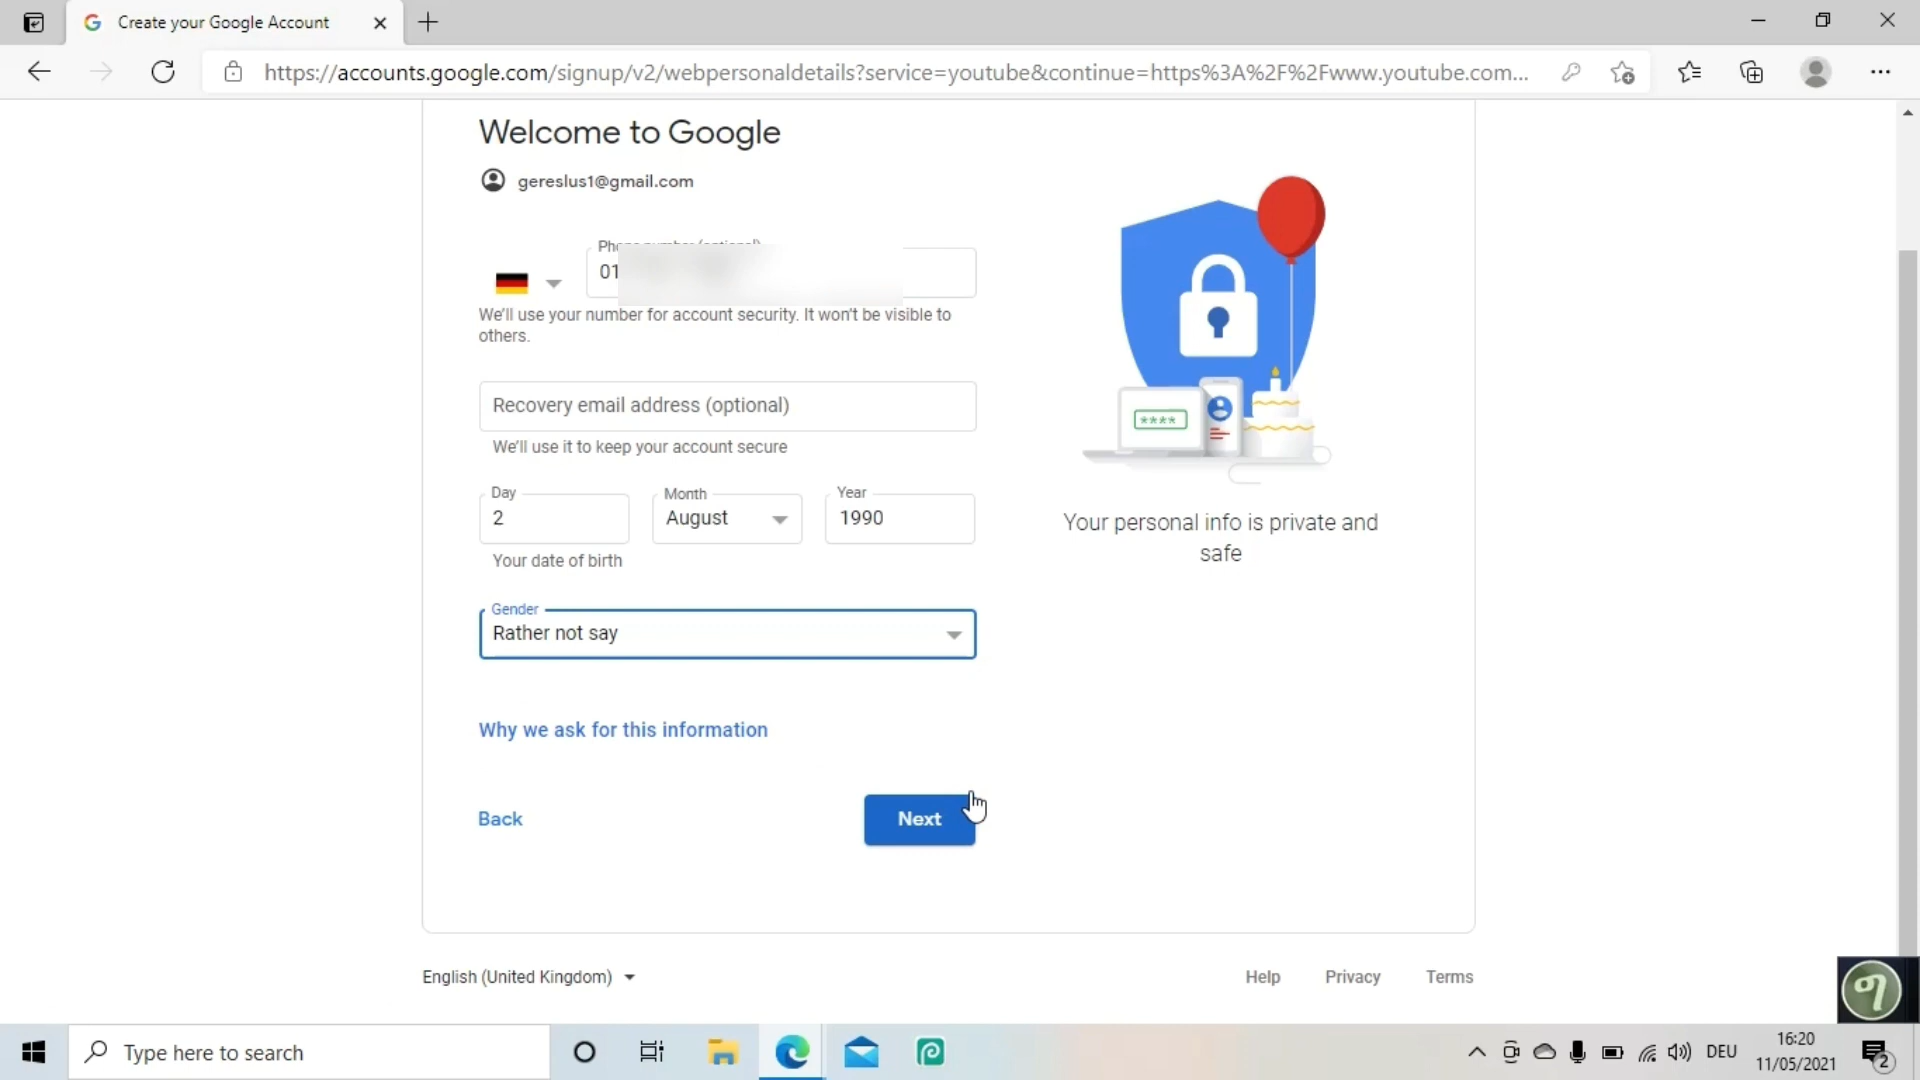 Create your Google Account
https://accounts.google.com/signup/v2/webpersonaldetails?service=youtube&continue=https%3A%2F%2Fwww.youtube.com...
Welcome to Google
gereslus1@gmail.com
01
We'll use your number for account security. It won't be visible to
others.
Recovery email address (optional)
We'll use it to keep your account secure
Day
Month
Year
2
August
1990
Your date of birth
Gender
Rather not say
Why we ask for this information
Back
Next
****
Your personal info is private and
safe
English (United Kingdom)
Help
Privacy
Terms
Type here to search
DEU
16:20
11/05/2021
2